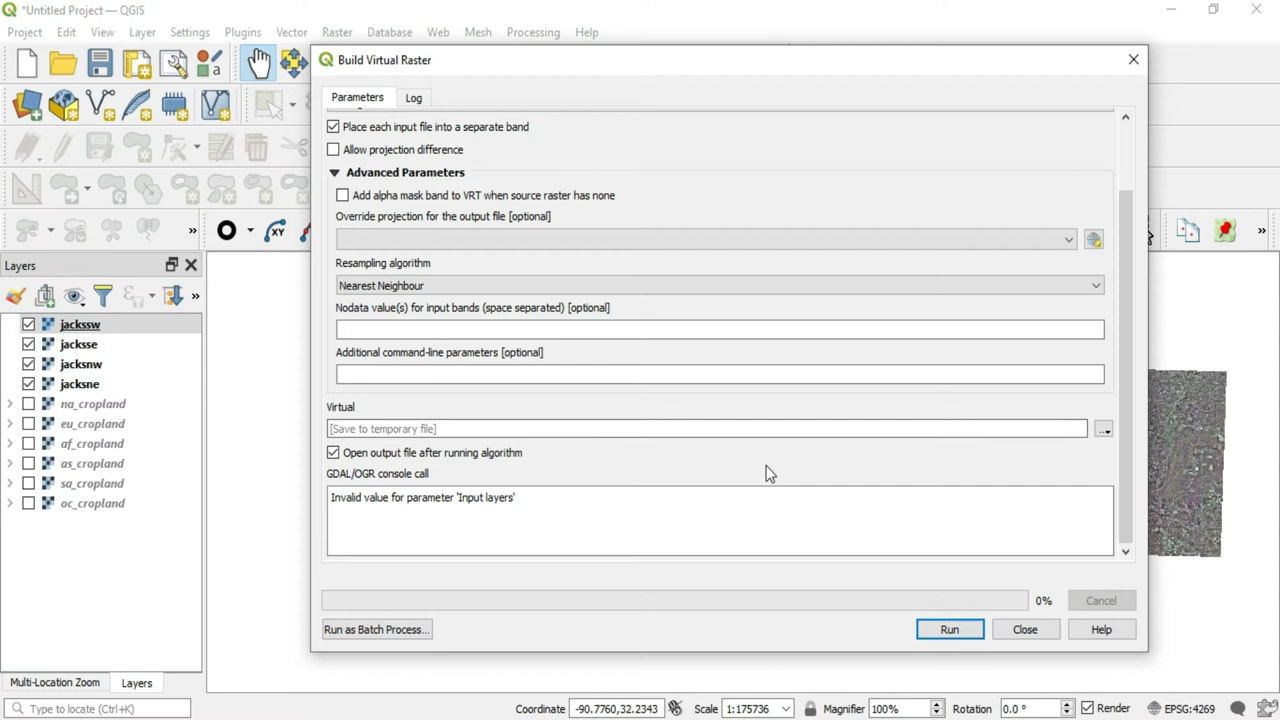 *Untitled Project — QGIS
Project Edit View Layer Settings Plugins Vector Raster Database Web Mesh Processing Help
Build Virtual Raster
Parameters Log
Place each input file into a separate band
Allow projection difference
Advanced Parameters
Add alpha mask band to VRT when source raster has none
Override projection for the output file [optional]
Resampling algorithm
Nearest Neighbour
Nodata value(s) for input bands (space separated) [optional]
Additional command-line parameters [optional]
Virtual
[Save to temporary file]
...
Open output file after running algorithm
GDAL/OGR console call
Invalid value for parameter 'Input layers'
0% Cancel
Run as Batch Process... Run Close Help
XY
Layers
jackssw
jacksse
jacksnw
jacksne
na_cropland
eu_cropland
af_cropland
as_cropland
sa_cropland
oc_cropland
Multi-Location Zoom Layers
Type to locate (Ctrl+K) Coordinate -90.7760,32.2343 Scale 1:175736 Magnifier 100% Rotation 0.0 ° Render EPSG:4269